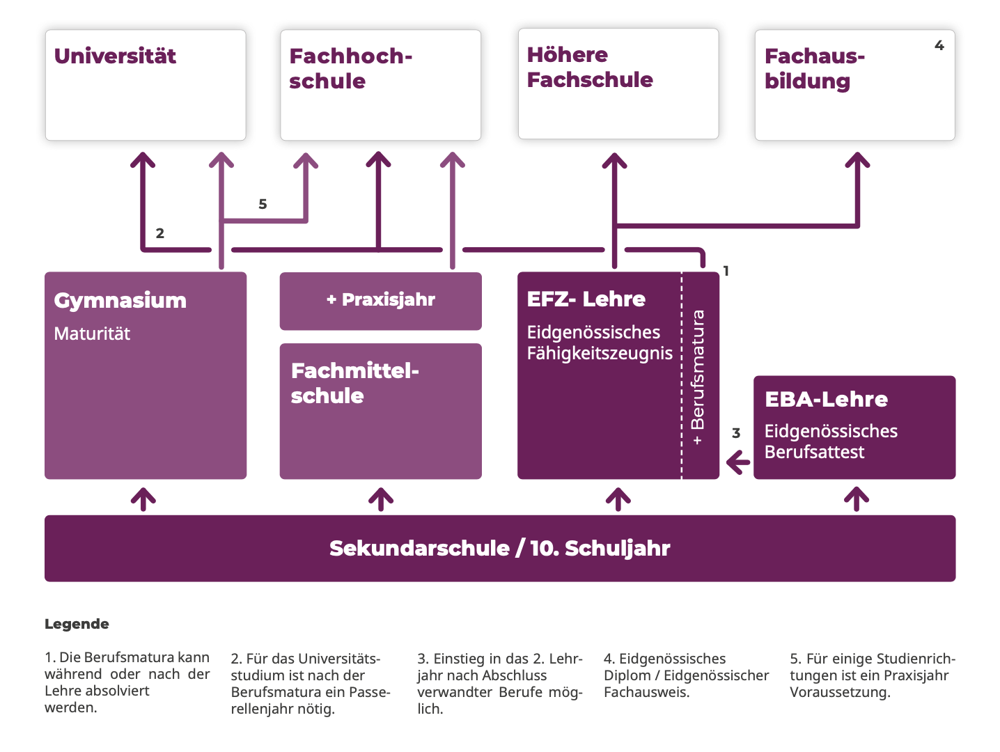 Universität
Fachhoch-
schule
Höhere
Fachschule
Fachaus-
bildung
4
5
2
1
Gymnasium
Maturität
+ Praxisjahr
Fachmittel-
schule
EFZ- Lehre
Eidgenössisches
Fähigkeitszeugnis
+ Berufsmatura
3
EBA-Lehre
Eidgenössisches
Berufsattest
Sekundarschule / 10. Schuljahr
Legende
1. Die Berufsmatura kann
während oder nach der
Lehre absolviert
werden.
2. Für das Universitäts-
studium ist nach der
Berufsmatura ein Passe-
rellenjahr nötig.
3. Einstieg in das 2. Lehr-
jahr nach Abschluss
verwandter Berufe mög-
lich.
4. Eidgenössisches
Diplom / Eidgenössischer
Fachausweis.
5. Für einige Studienrich-
tungen ist ein Praxisjahr
Voraussetzung.